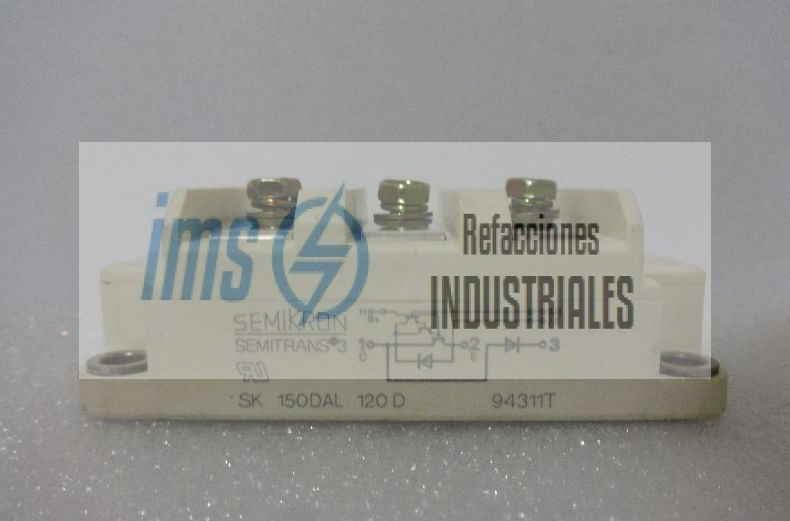 ims
Refacciones
INDUSTRIALES
SEMIKRON
SEMITRANS®3
1
2
3
C
E
SK 150DAL 120 D 94311T